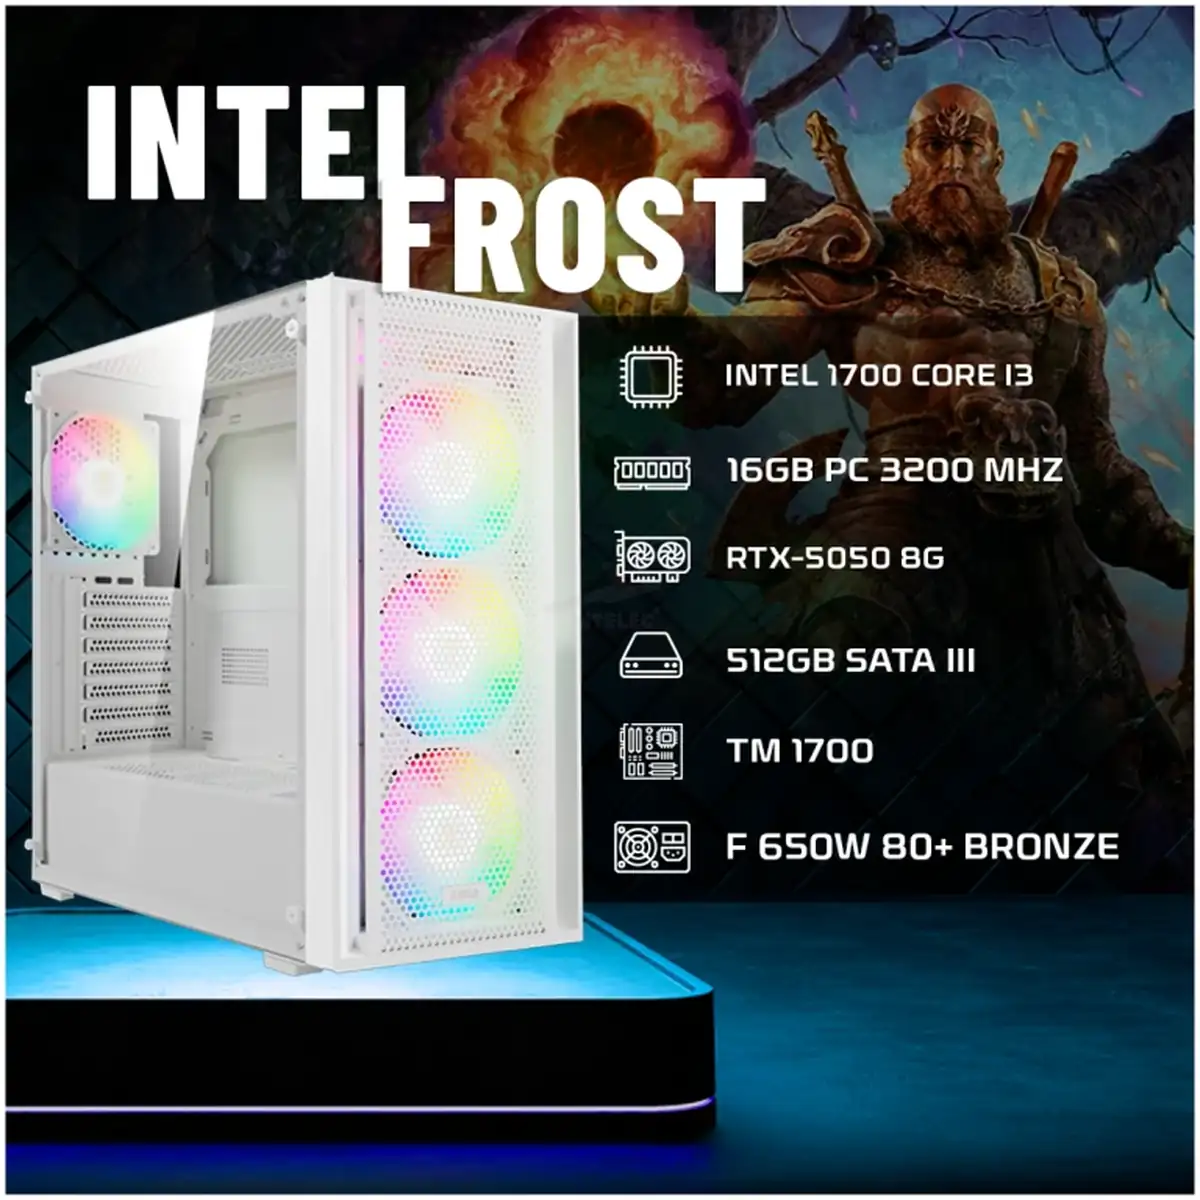 INTEL
FROST
INTEL 1700 CORE I3
16GB PC 3200 MHZ
RTX-5050 8G
512GB SATA III
TM 1700
F 650W 80+ BRONZE